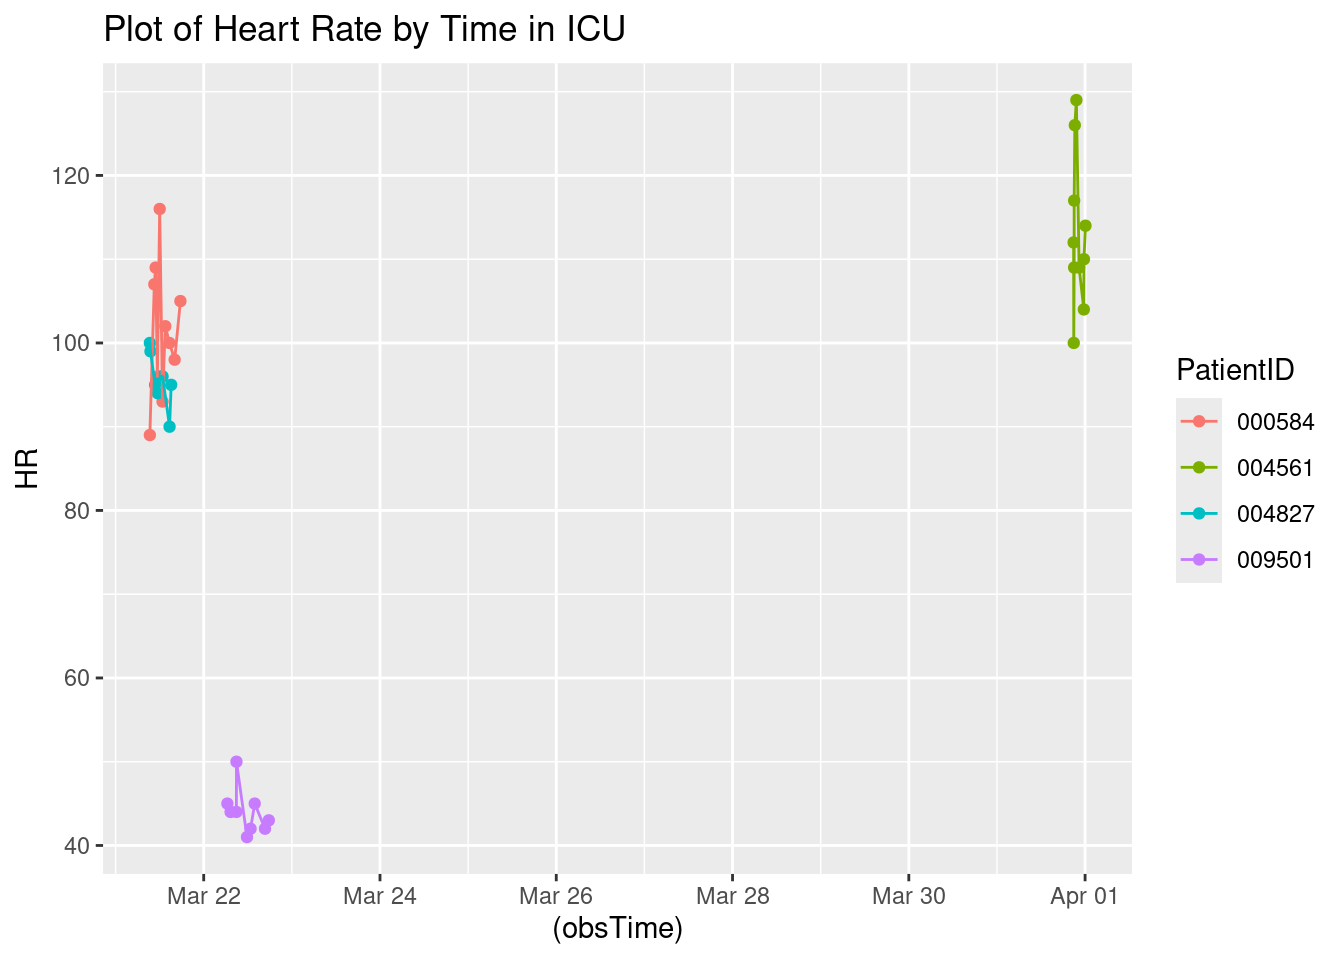 Plot of Heart Rate by Time in ICU
120
100
80
60
40
HR
Mar 22
Mar 24
Mar 26
Mar 28
Mar 30
Apr 01
(obsTime)
PatientID
000584
004561
004827
009501